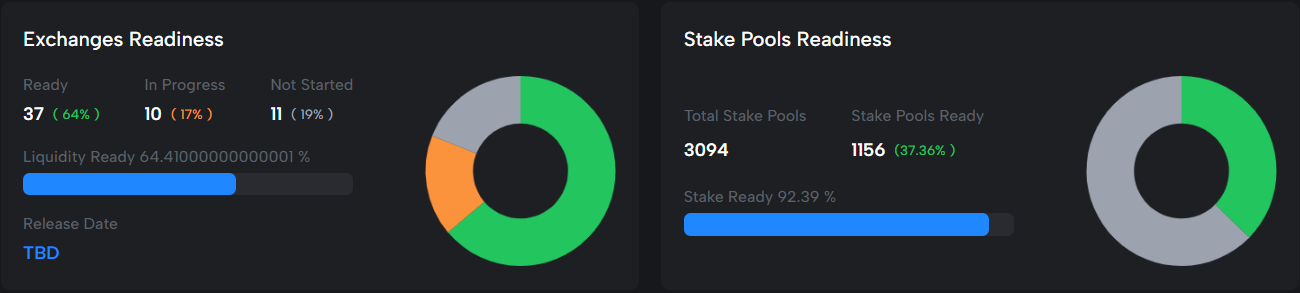 Exchanges Readiness
Ready In Progress Not Started
37 ( 64% ) 10 ( 17% ) 11 ( 19% )
Liquidity Ready 64.41000000000001 %
Release Date
TBD
Stake Pools Readiness
Total Stake Pools Stake Pools Ready
3094 1156 (37.36% )
Stake Ready 92.39 %